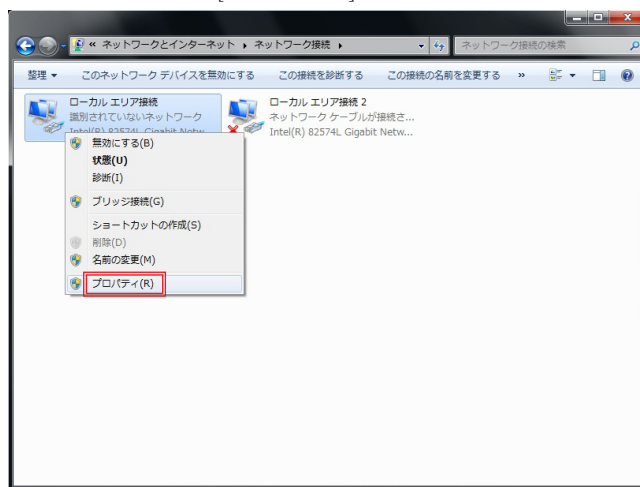 « ネットワークとインターネット ▸ ネットワーク接続 ▸
ネットワーク接続の検索
整理 ▾ このネットワーク デバイスを無効にする この接続を診断する この接続の名前を変更する »
ローカル エリア接続
識別されていないネットワーク
Intel(R) 82574L Gigabit Netw...
ローカル エリア接続 2
ネットワーク ケーブルが接続さ...
Intel(R) 82574L Gigabit Netw...
無効にする(B)
状態(U)
診断(I)
ブリッジ接続(G)
ショートカットの作成(S)
削除(D)
名前の変更(M)
プロパティ(R)